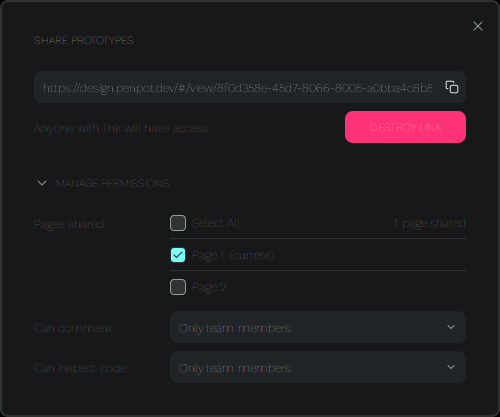 SHARE PROTOTYPES
https://design.penpot.dev/#/view/8f0d358e-45d7-8066-8005-a0bba4c8b8
Anyone with link will have access
DESTROY LINK
MANAGE PERMISSIONS
Pages shared
Select All
1 page shared
Page 1 (current)
Page 2
Can comment
Only team members
Can inspect code
Only team members